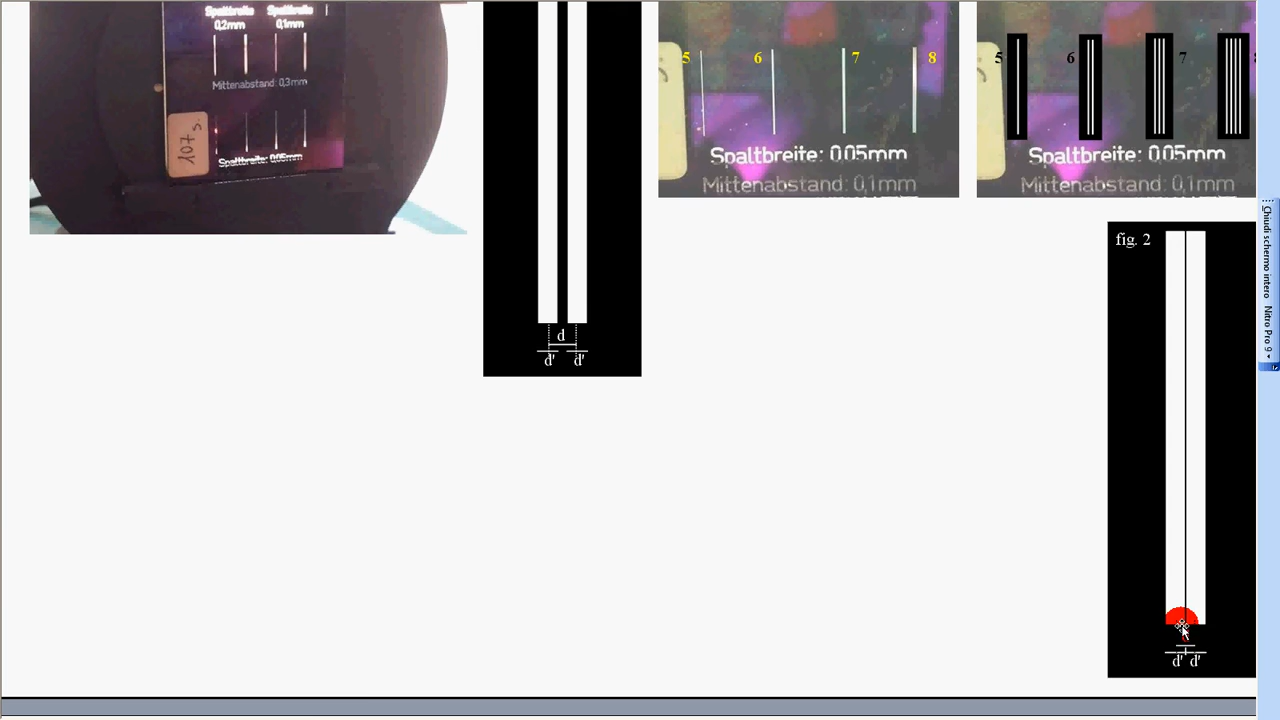 Spaltbreite Spaltbreite
0,2mm 0,1mm
Mittenabstand: 0,3mm
107 s.
Spaltbreite: 0,05mm
d
d' d'
5 6 7 8
Spaltbreite: 0.05mm
Mittenabstand: 0,1mm
5 6 7
Spaltbreite: 0.05mm
Mittenabstand: 0,1mm
fig. 2
d' d'
Chiudi schermo intero Nitro Pro 9